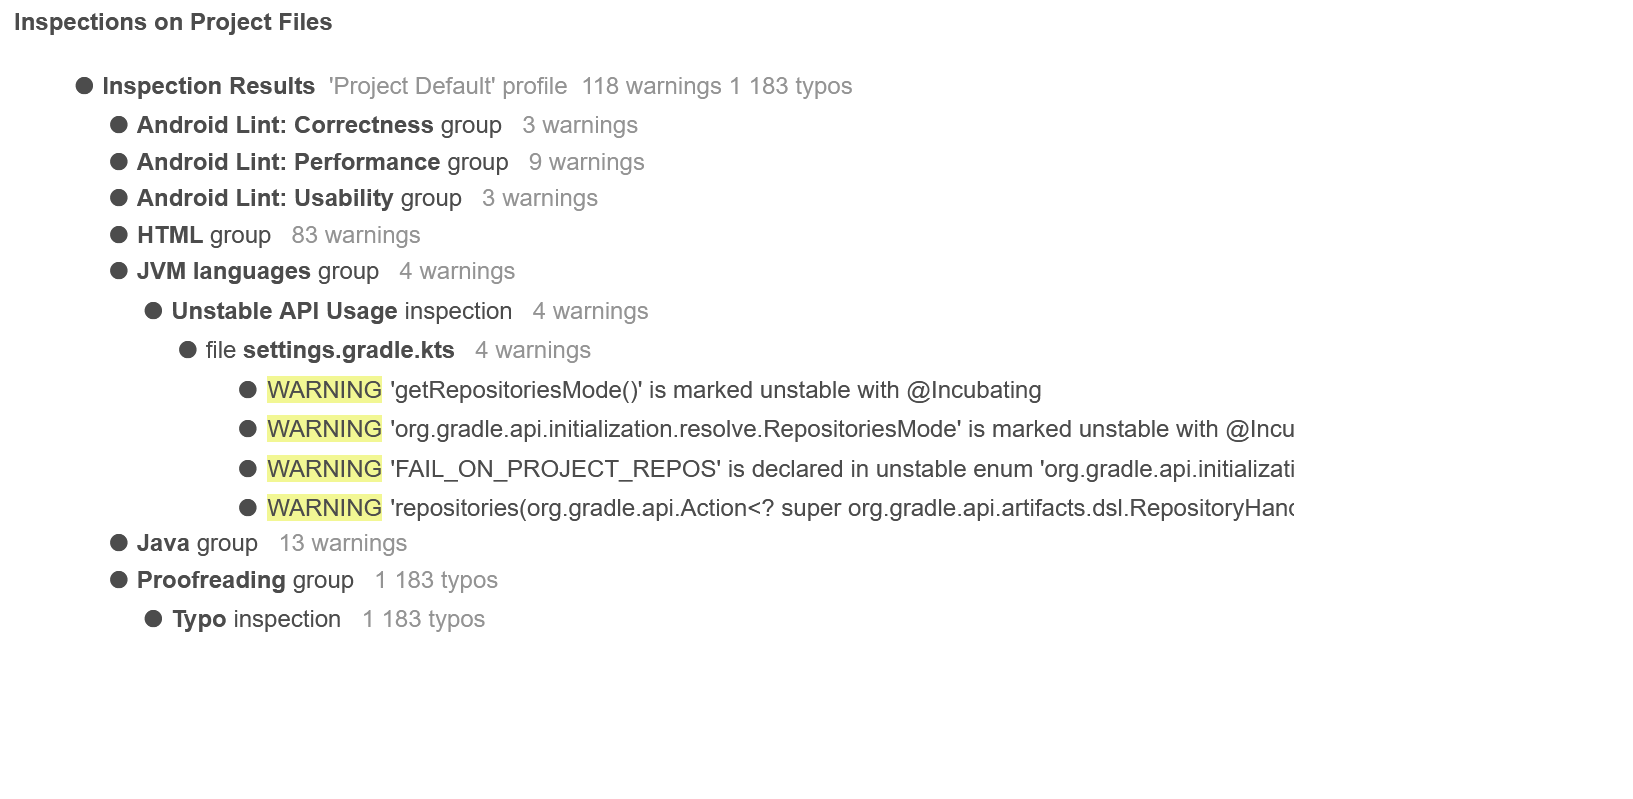 Inspections on Project Files
Inspection Results 'Project Default' profile 118 warnings 1 183 typos
Android Lint: Correctness group 3 warnings
Android Lint: Performance group 9 warnings
Android Lint: Usability group 3 warnings
HTML group 83 warnings
JVM languages group 4 warnings
Unstable API Usage inspection 4 warnings
file settings.gradle.kts 4 warnings
WARNING 'getRepositoriesMode()' is marked unstable with @Incubating
WARNING 'org.gradle.api.initialization.resolve.RepositoriesMode' is marked unstable with @Incu
WARNING 'FAIL_ON_PROJECT_REPOS' is declared in unstable enum 'org.gradle.api.initializati
WARNING 'repositories(org.gradle.api.Action<? super org.gradle.api.artifacts.dsl.RepositoryHan
Java group 13 warnings
Proofreading group 1 183 typos
Typo inspection 1 183 typos